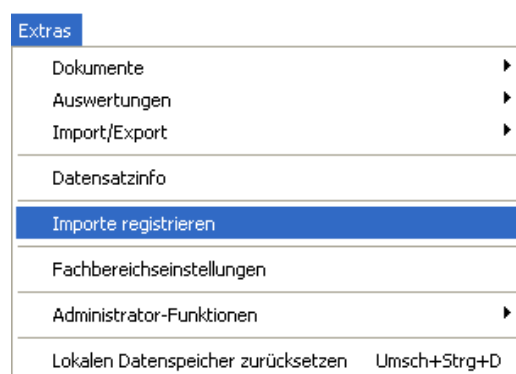 Extras
Dokumente
Auswertungen
Import/Export
Datensatzinfo
Importe registrieren
Fachbereichseinstellungen
Administrator-Funktionen
Lokalen Datenspeicher zurücksetzen Umsch+Strg+D